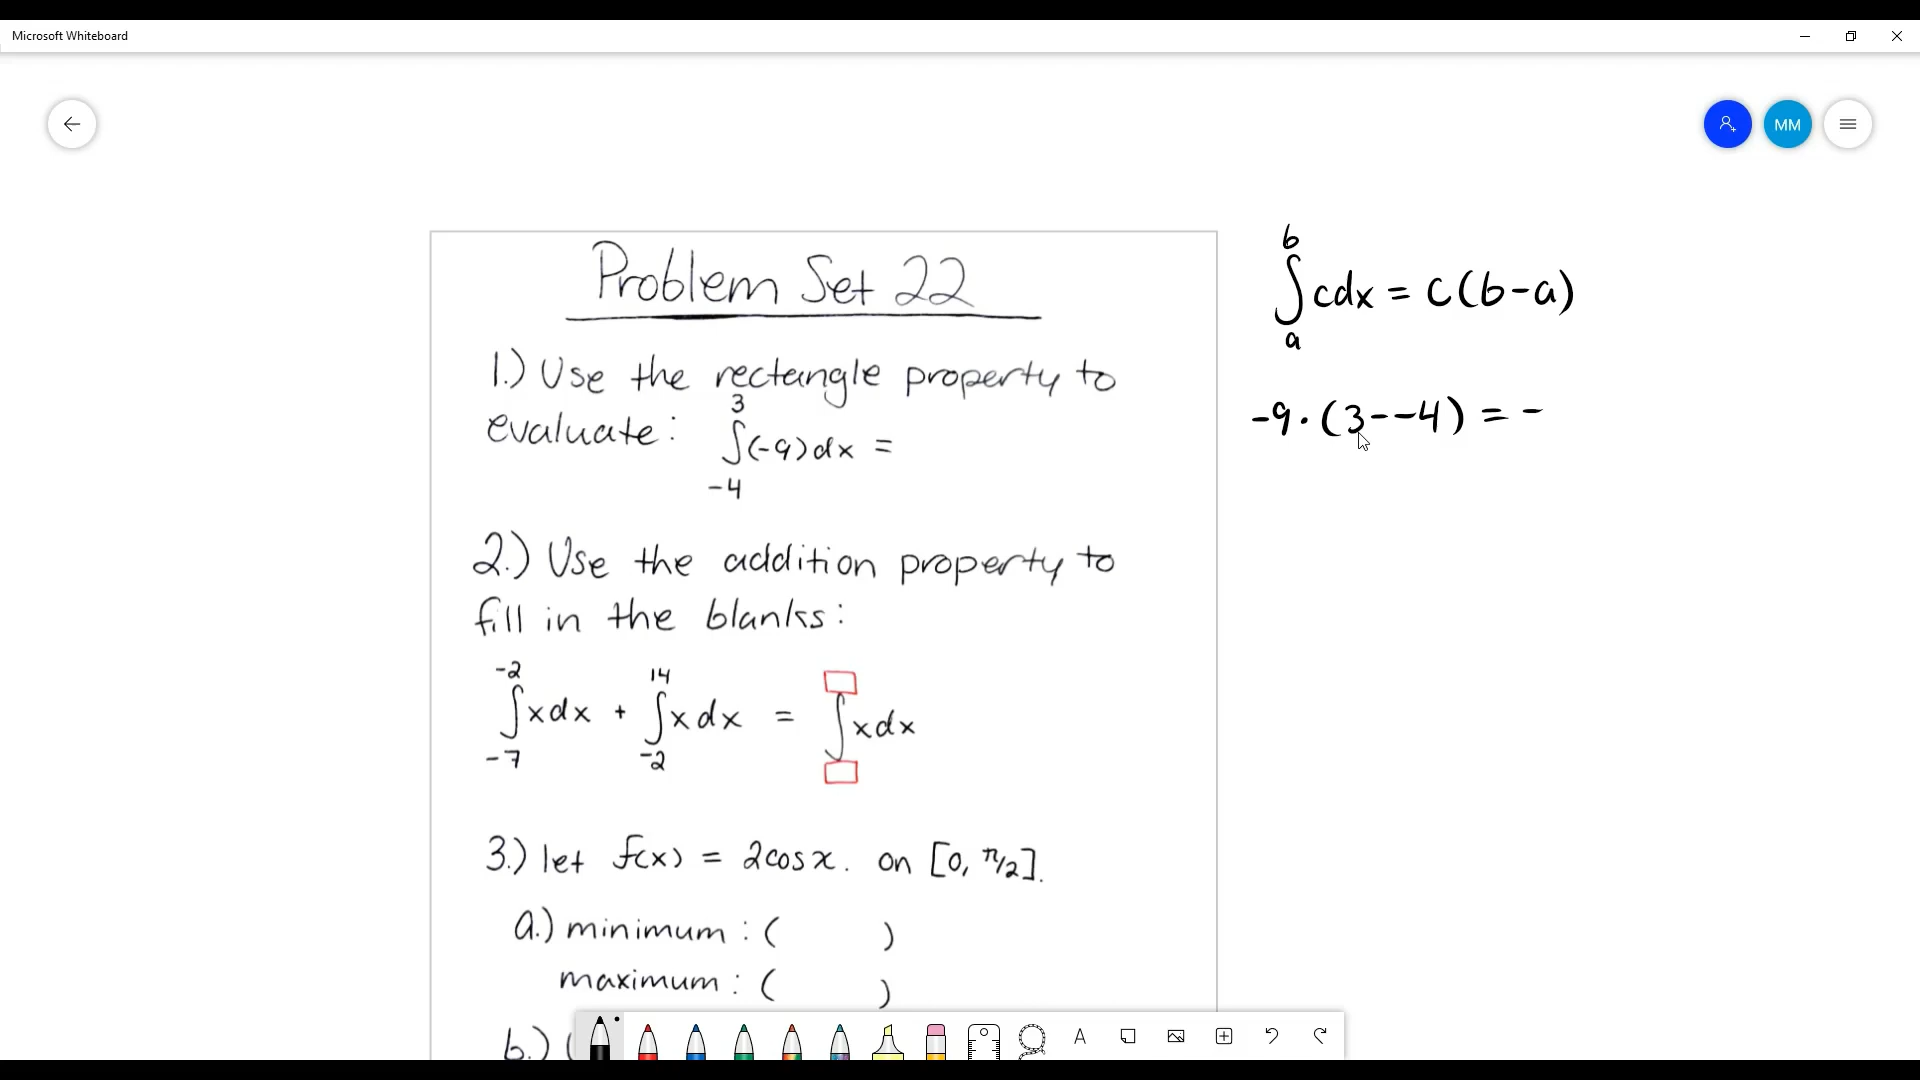 Microsoft Whiteboard
MM
Problem Set 22
1.) Use the rectangle property to
evaluate: ∫_{-4}^{3} (-9) dx =
2.) Use the addition property to
fill in the blanks:
∫_{-7}^{-2} x dx + ∫_{-2}^{14} x dx = ∫_{□}^{□} x dx
3.) let f(x) = 2cos x. on [0, π/2].
a.) minimum: ( )
maximum: ( )
b.) (
∫_{a}^{b} c dx = c(b-a)
-9·(3--4) = -
A